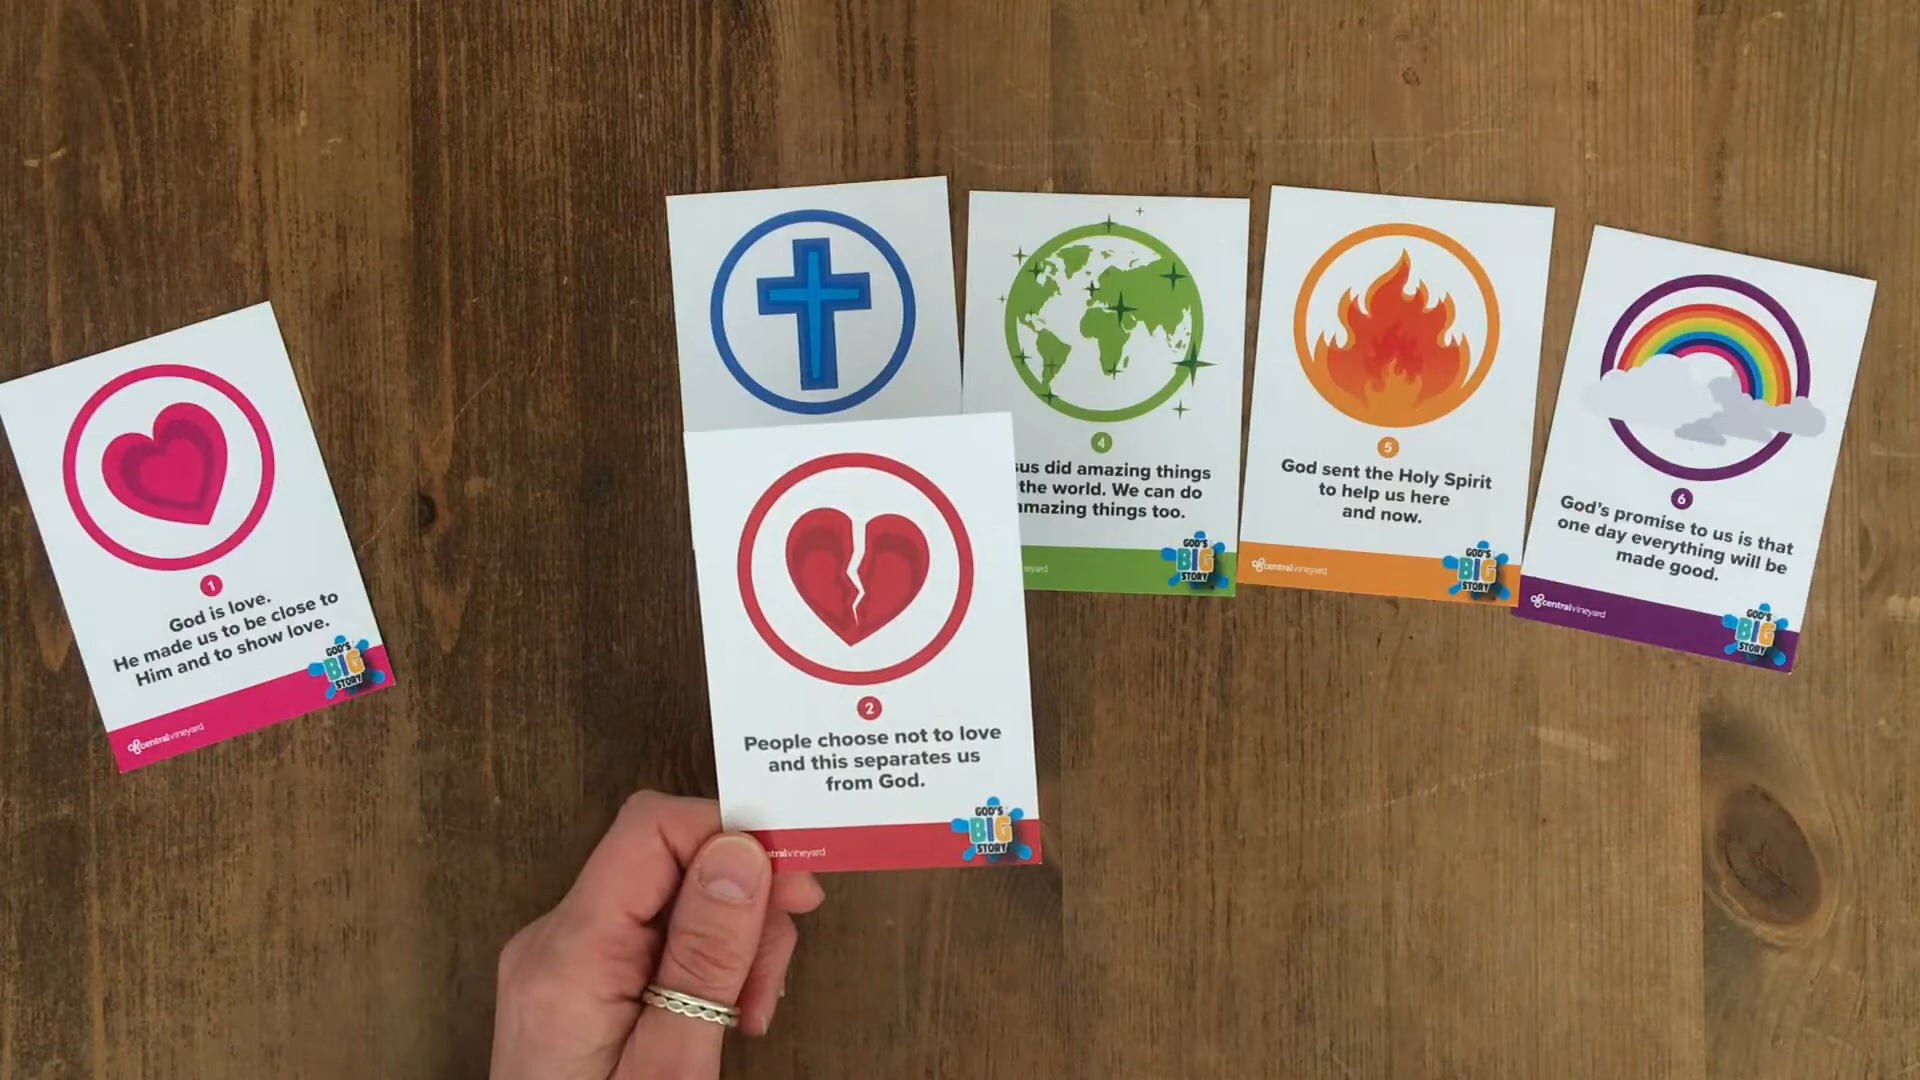 1
God is love.
He made us to be close to
Him and to show love.
centralvineyard
GOD'S
BIG
STORY
2
People choose not to love
and this separates us
from God.
vineyard
GOD'S
BIG
STORY
4
did amazing things
the world. We can do
things too.
GOD'S
BIG
STORY
5
God sent the Holy Spirit
to help us here
and now.
centralvineyard
GOD'S
BIG
STORY
6
God's promise to us is that
one day everything will be
made good.
centralvineyard
GOD'S
BIG
STORY